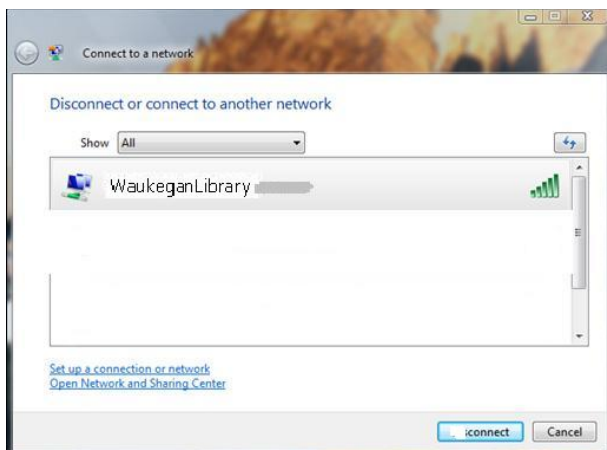 Connect to a network
Disconnect or connect to another network
Show All
WaukeganLibrary
Set up a connection or network
Open Network and Sharing Center
connect Cancel